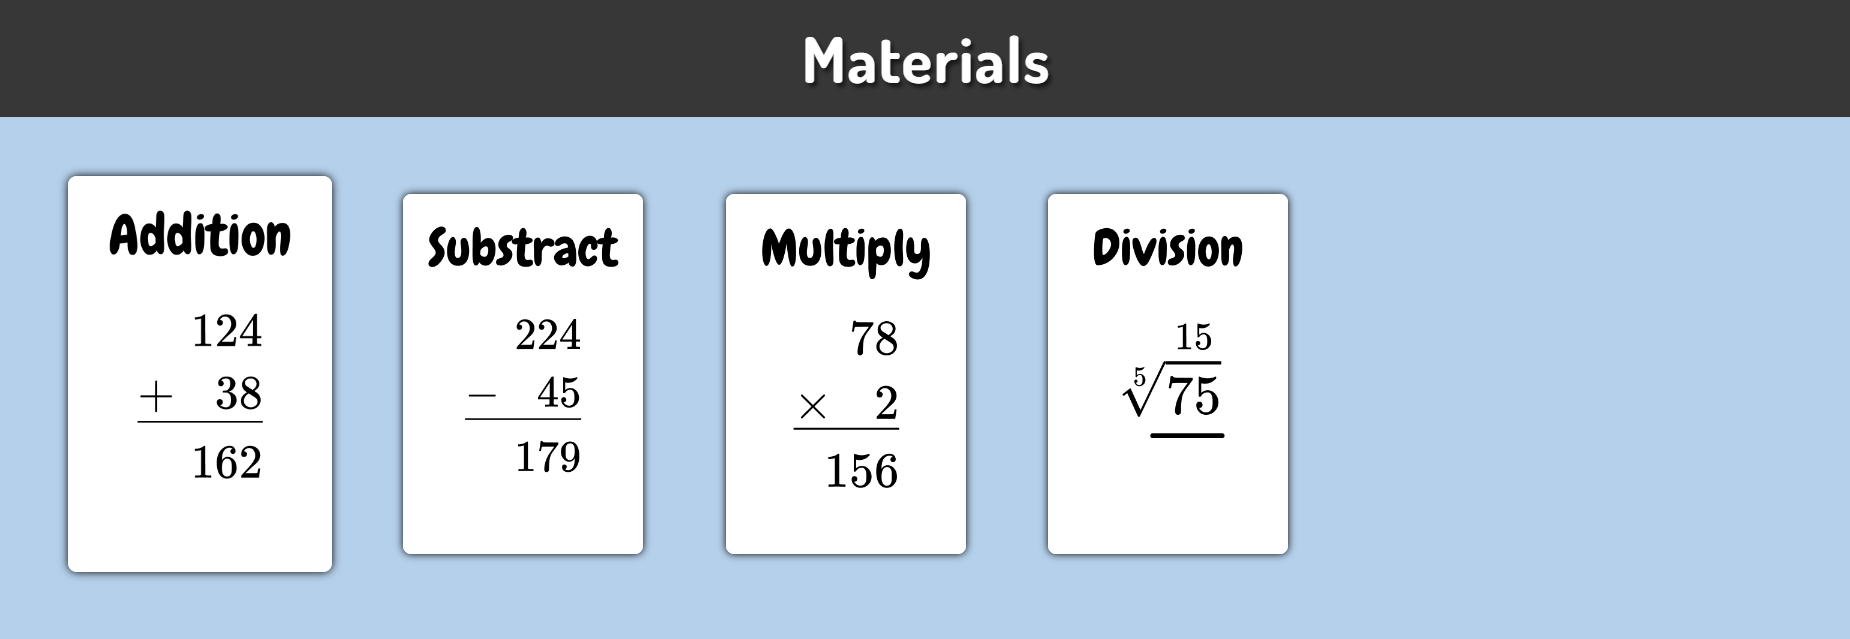 Materials
Addition
124
+ 38
162
Substract
224
− 45
179
Multiply
78
× 2
156
Division
15
5√75